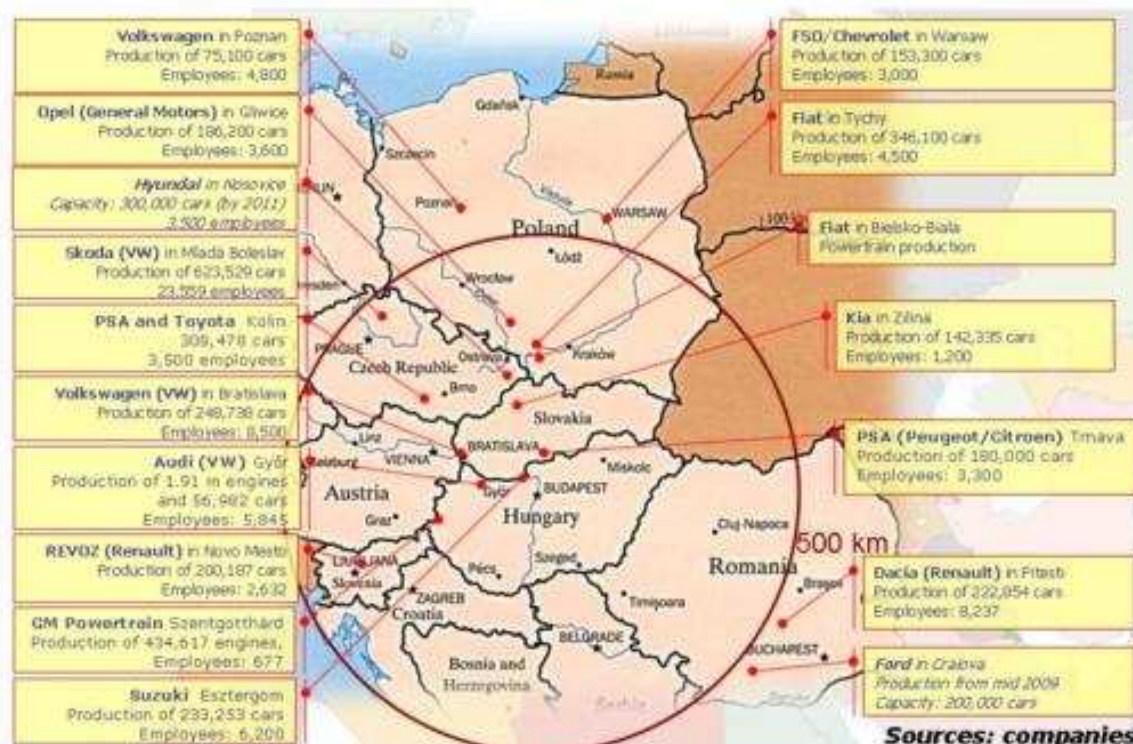 Volkswagen in Poznan
Production of 75,100 cars
Employees: 4,800
Opel (General Motors) in Gliwice
Production of 186,200 cars
Employees: 3,600
Hyundai in Nosovice
Capacity: 300,000 cars (by 2011)
3,500 employees
Skoda (VW) in Mlada Boleslav
Production of 623,529 cars
23,559 employees
PSA and Toyota Kolin
308,478 cars
3,500 employees
Volkswagen (VW) in Bratislava
Production of 248,738 cars
Employees: 8,500
Audi (VW) Győr
Production of 1.91 m engines
and 56,982 cars
Employees: 5,845
REVOZ (Renault) in Novo Mesto
Production of 200,187 cars
Employees: 2,632
GM Powertrain Szentgotthárd
Production of 434,617 engines,
Employees: 677
Suzuki Esztergom
Production of 233,253 cars
Employees: 6,200
Russia
Gdańsk
Szczecin
Poznań
Vistula
WARSAW
Poland
Łódź
Wrocław
Oder
PRAGUE
Ostrava
Kraków
Czech Republic
Brno
Slovakia
Linz
VIENNA
BRATISLAVA
Miskolc
Salzburg
Győr
BUDAPEST
Austria
Hungary
Graz
Cluj-Napoca
500 km
LJUBLJANA
Pécs
Szeged
Romania
Slovenia
Brașov
ZAGREB
Timișoara
Croatia
BELGRADE
BUCHAREST
Bosnia and
Herzegovina
Serbia
FSO/Chevrolet in Warsaw
Production of 153,300 cars
Employees: 3,000
Fiat in Tychy
Production of 346,100 cars
Employees: 4,500
100
Fiat in Bielsko-Biala
Powertrain production
Kia in Zilina
Production of 142,335 cars
Employees: 1,200
PSA (Peugeot/Citroen) Trnava
Production of 180,000 cars
Employees: 3,300
Dacia (Renault) in Pitesti
Production of 222,854 cars
Employees: 8,237
Ford in Craiova
Production from mid 2009
Capacity: 200,000 cars
Sources: companies